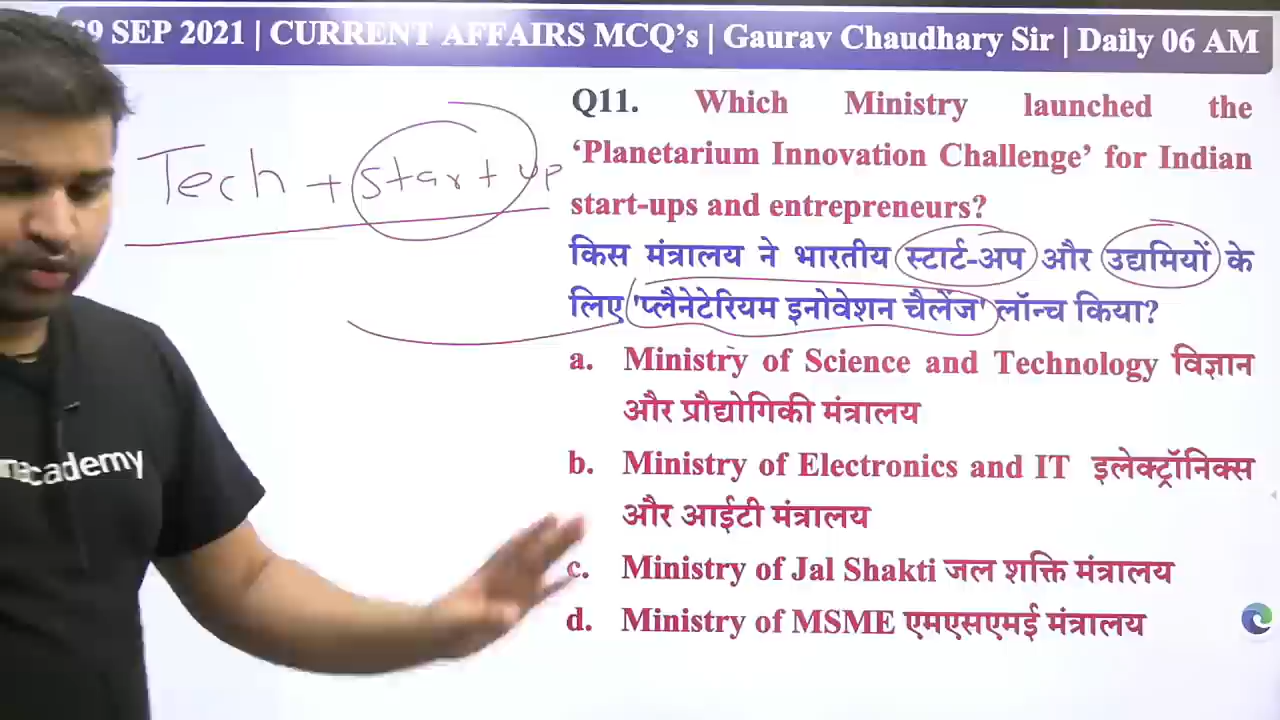 29 SEP 2021 | CURRENT AFFAIRS MCQ’s | Gaurav Chaudhary Sir | Daily 06 AM
Tech + start up
Q11. Which Ministry launched the
‘Planetarium Innovation Challenge’ for Indian
start-ups and entrepreneurs?
किस मंत्रालय ने भारतीय स्टार्ट-अप और उद्यमियों के
लिए 'प्लैनेटेरियम इनोवेशन चैलेंज' लॉन्च किया?
a. Ministry of Science and Technology विज्ञान
और प्रौद्योगिकी मंत्रालय
b. Ministry of Electronics and IT इलेक्ट्रॉनिक्स
और आईटी मंत्रालय
c. Ministry of Jal Shakti जल शक्ति मंत्रालय
d. Ministry of MSME एमएसएमई मंत्रालय
academy